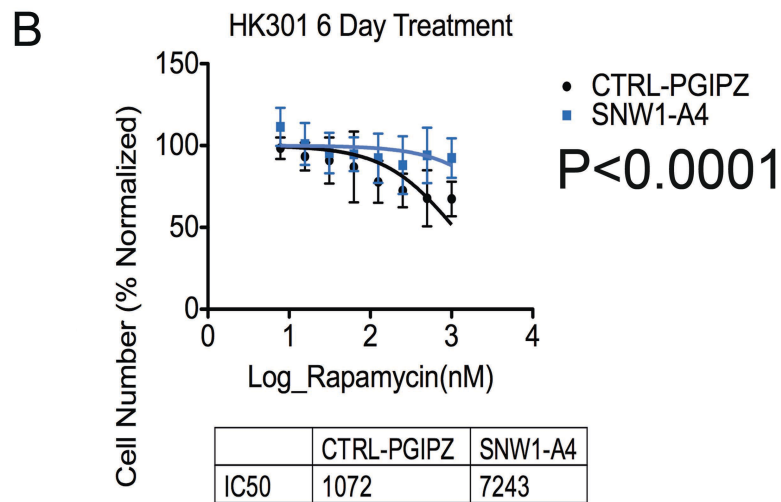 B
HK301 6 Day Treatment
Cell Number (% Normalized)
150
100
50
0
0 1 2 3 4
Log_Rapamycin(nM)
CTRL-PGIPZ
SNW1-A4
P<0.0001
CTRL-PGIPZ SNW1-A4
IC50 1072 7243